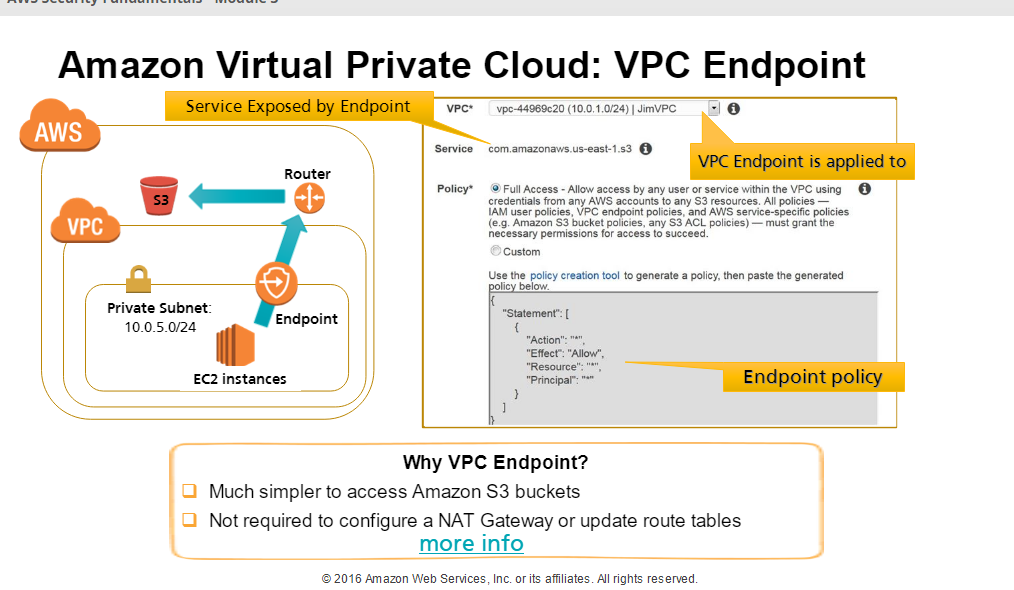 AWS Security Fundamentals - Module 3
Amazon Virtual Private Cloud: VPC Endpoint
Service Exposed by Endpoint
AWS
Router
S3
VPC
Private Subnet:
10.0.5.0/24
Endpoint
EC2 instances
VPC*
vpc-44969c20 (10.0.1.0/24) | JimVPC
Service
com.amazonaws.us-east-1.s3
VPC Endpoint is applied to
Policy*
Full Access - Allow access by any user or service within the VPC using
credentials from any AWS accounts to any S3 resources. All policies —
IAM user policies, VPC endpoint policies, and AWS service-specific policies
(e.g. Amazon S3 bucket policies, any S3 ACL policies) — must grant the
necessary permissions for access to succeed.
Custom
Use the policy creation tool to generate a policy, then paste the generated
policy below.
{
"Statement": [
{
"Action": "*",
"Effect": "Allow",
"Resource": "*",
"Principal": "*"
}
]
}
Endpoint policy
Why VPC Endpoint?
Much simpler to access Amazon S3 buckets
Not required to configure a NAT Gateway or update route tables
more info
© 2016 Amazon Web Services, Inc. or its affiliates. All rights reserved.